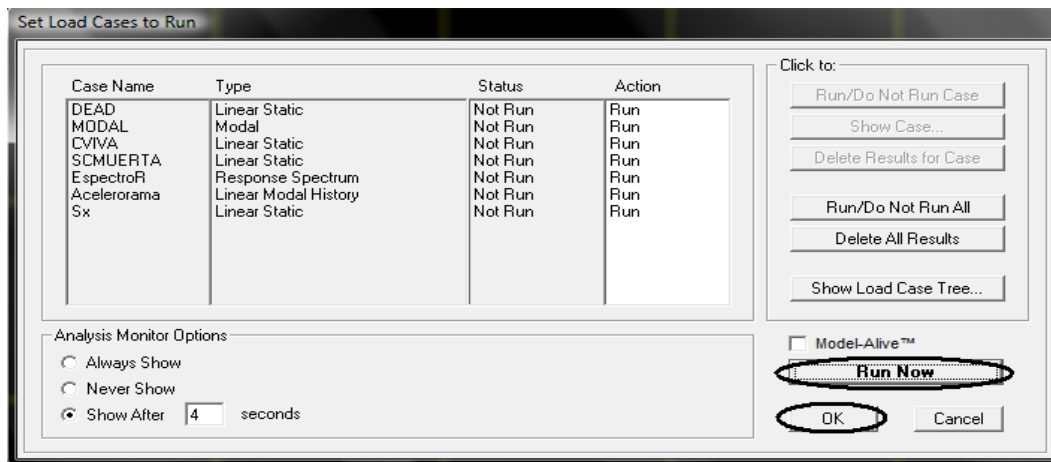 Set Load Cases to Run
Case Name Type Status Action
DEAD Linear Static Not Run Run
MODAL Modal Not Run Run
CVIVA Linear Static Not Run Run
SCMUERTA Linear Static Not Run Run
EspectroR Response Spectrum Not Run Run
Acelerorama Linear Modal History Not Run Run
Sx Linear Static Not Run Run
Click to:
Run/Do Not Run Case
Show Case...
Delete Results for Case
Run/Do Not Run All
Delete All Results
Show Load Case Tree...
Analysis Monitor Options
Always Show
Never Show
Show After 4 seconds
Model-Alive™
Run Now
OK Cancel